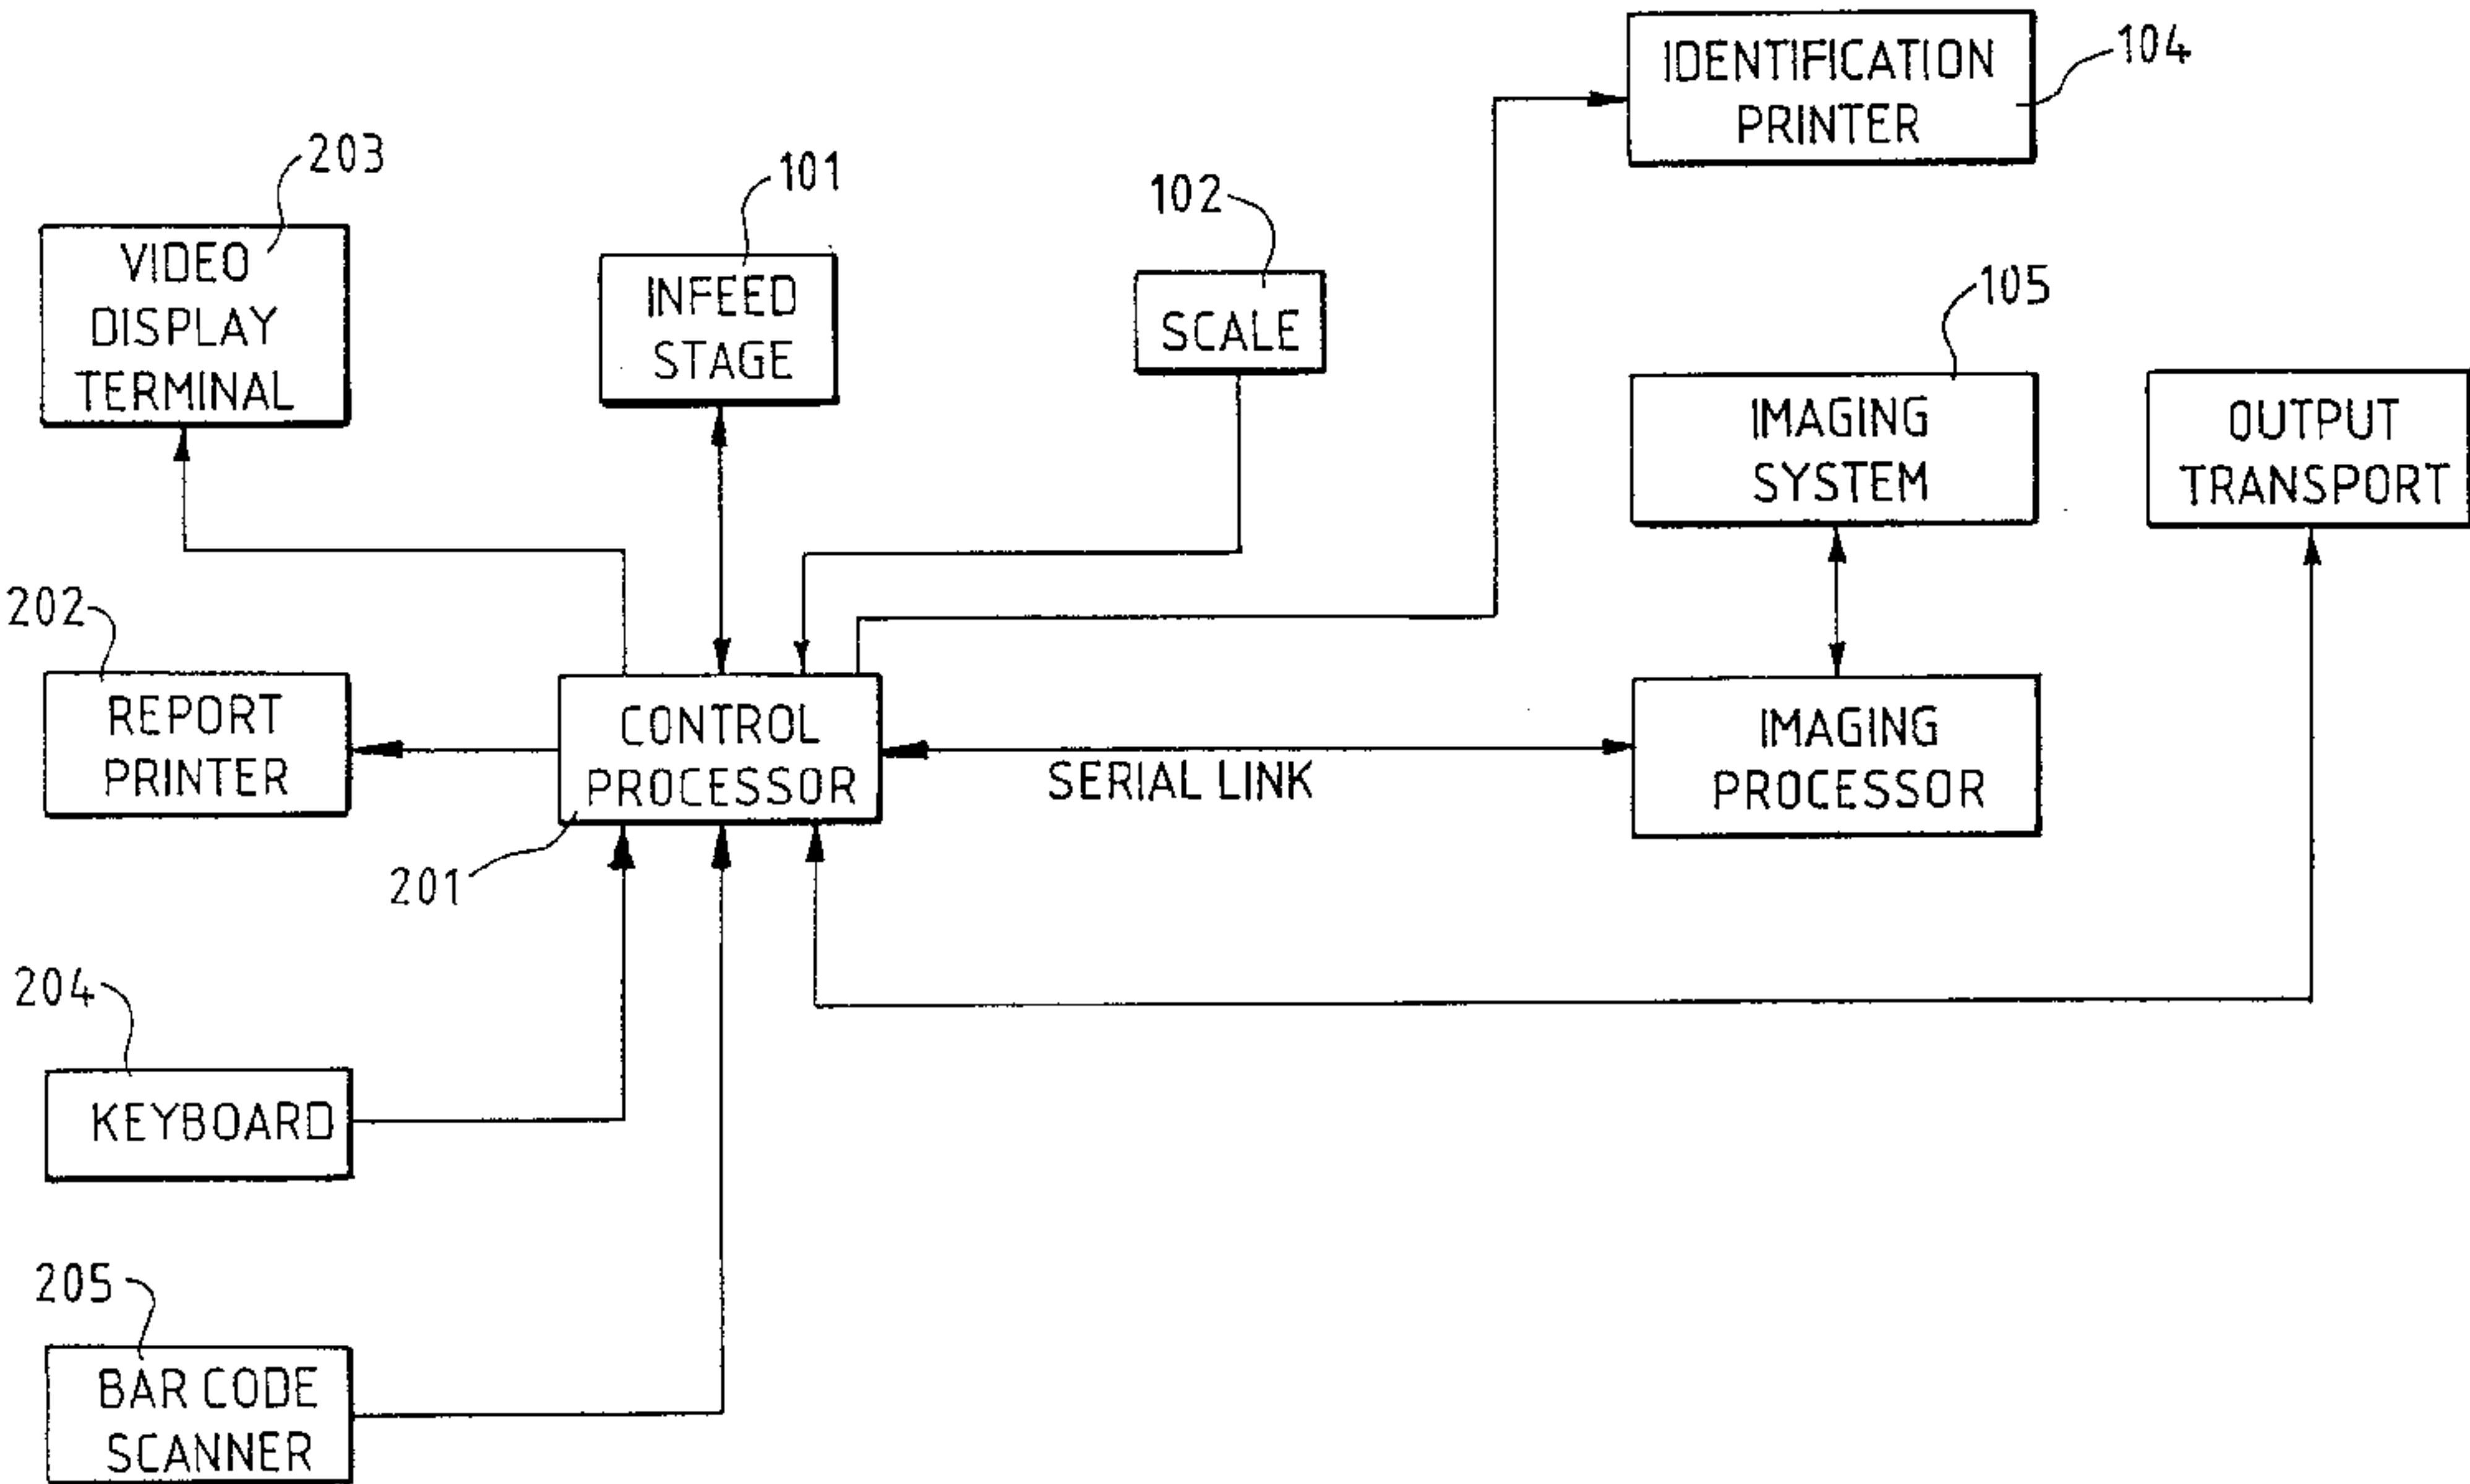 IDENTIFICATION
PRINTER
104
203
101
102
VIDEO
DISPLAY
TERMINAL
INFEED
STAGE
SCALE
105
IMAGING
SYSTEM
OUTPUT
TRANSPORT
202
REPORT
PRINTER
CONTROL
PROCESSOR
201
SERIAL LINK
IMAGING
PROCESSOR
204
KEYBOARD
205
BAR CODE
SCANNER